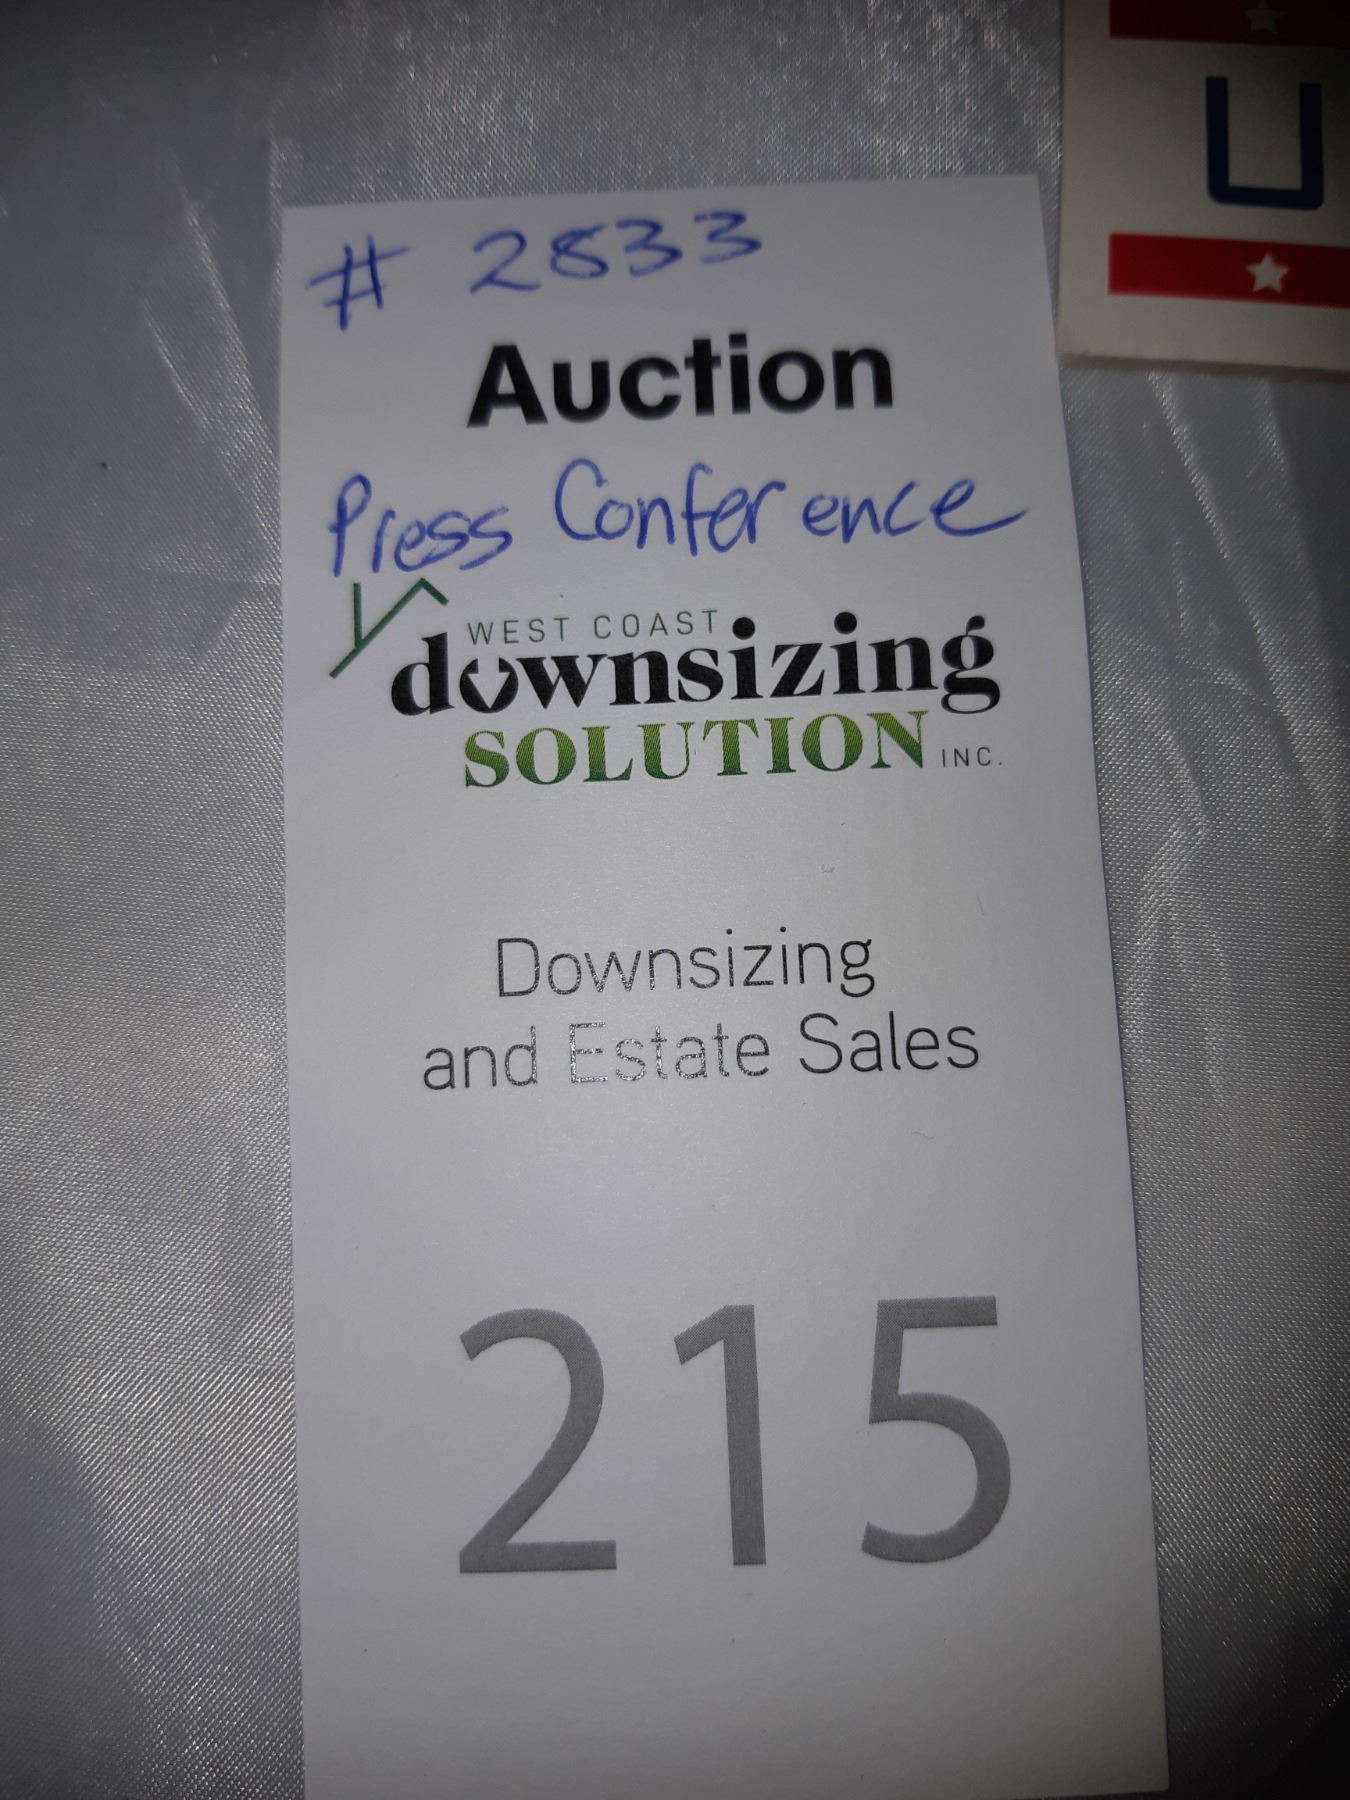 # 2833
Auction
Press Conference
WEST COAST
downsizing
SOLUTION INC.
Downsizing
and Estate Sales
215
U